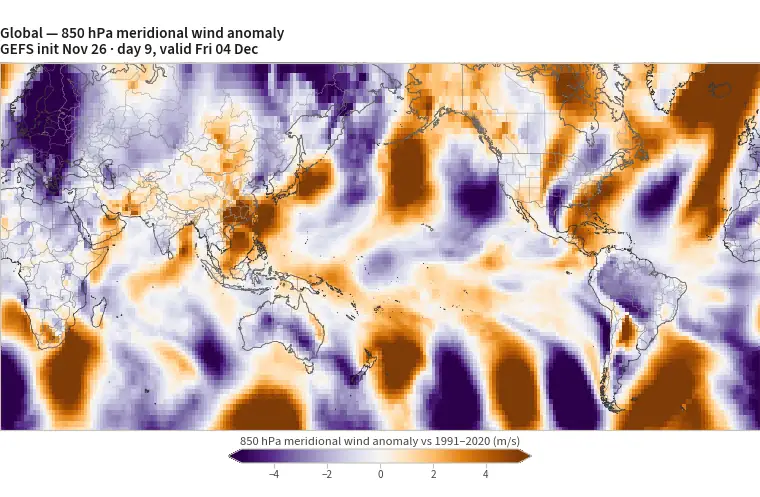 Global — 850 hPa meridional wind anomaly
GEFS init Nov 26 · day 9, valid Fri 04 Dec
850 hPa meridional wind anomaly vs 1991–2020 (m/s)
−4 −2 0 2 4